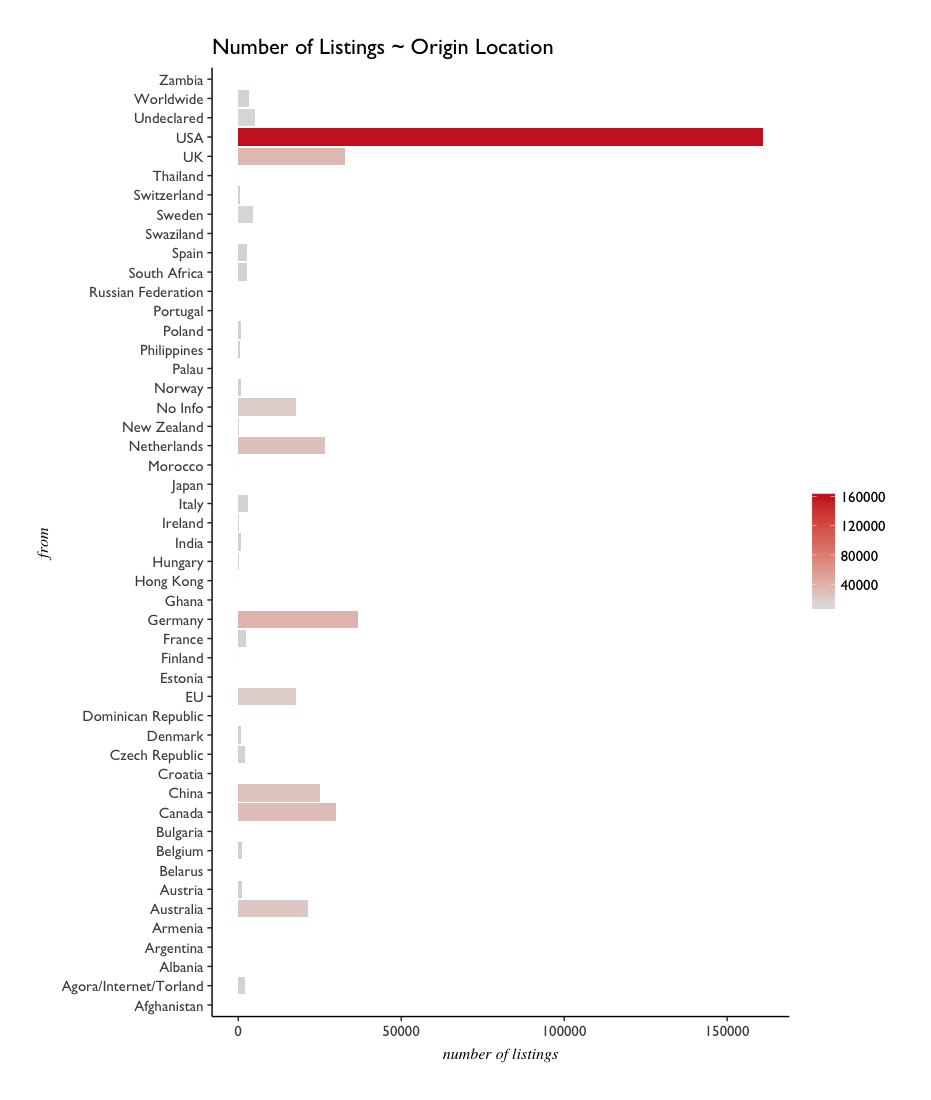 Number of Listings ~ Origin Location
Zambia
Worldwide
Undeclared
USA
UK
Thailand
Switzerland
Sweden
Swaziland
Spain
South Africa
Russian Federation
Portugal
Poland
Philippines
Palau
Norway
No Info
New Zealand
Netherlands
Morocco
Japan
Italy
Ireland
India
Hungary
Hong Kong
Ghana
Germany
France
Finland
Estonia
EU
Dominican Republic
Denmark
Czech Republic
Croatia
China
Canada
Bulgaria
Belgium
Belarus
Austria
Australia
Armenia
Argentina
Albania
Agora/Internet/Torland
Afghanistan
from
0 50000 100000 150000
number of listings
160000
120000
80000
40000